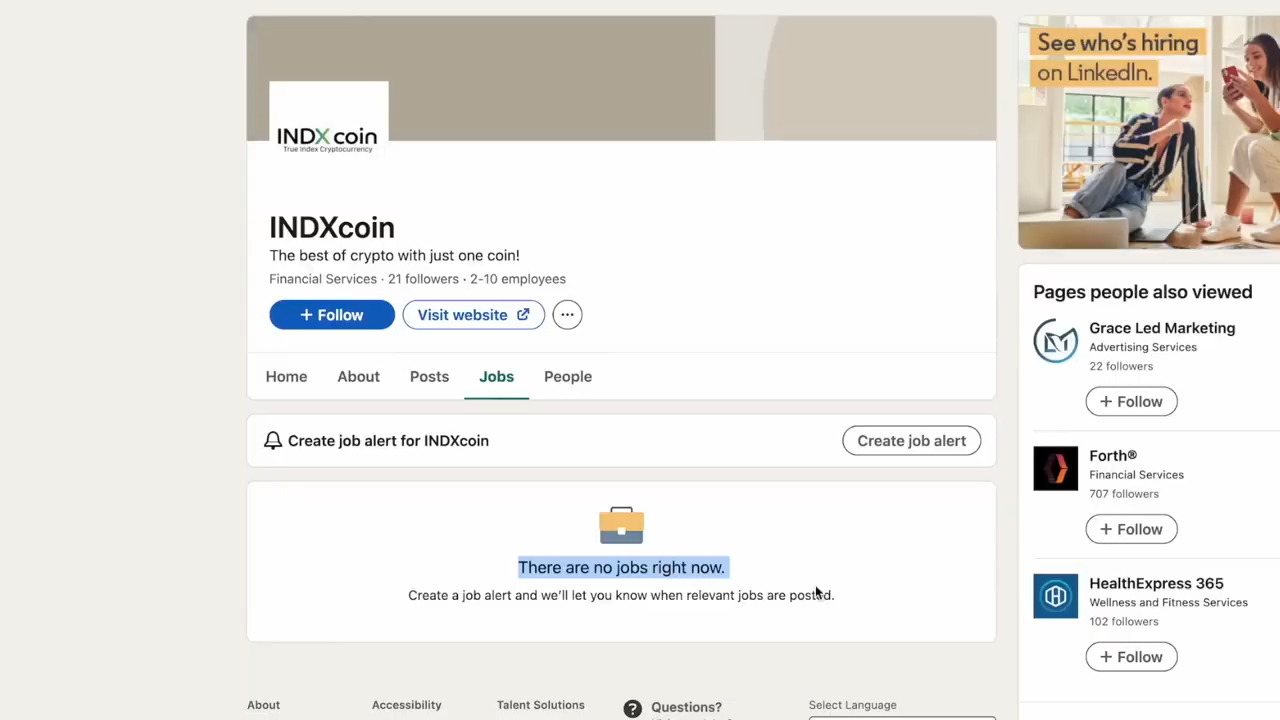 See who's hiring
on LinkedIn.
INDX coin
True Index Cryptocurrency
INDXcoin
The best of crypto with just one coin!
Financial Services · 21 followers · 2-10 employees
+ Follow
Visit website
Home
About
Posts
Jobs
People
Create job alert for INDXcoin
Create job alert
There are no jobs right now.
Create a job alert and we'll let you know when relevant jobs are posted.
Pages people also viewed
Grace Led Marketing
Advertising Services
22 followers
+ Follow
Forth®
Financial Services
707 followers
+ Follow
HealthExpress 365
Wellness and Fitness Services
102 followers
+ Follow
About
Accessibility
Talent Solutions
Questions?
Select Language